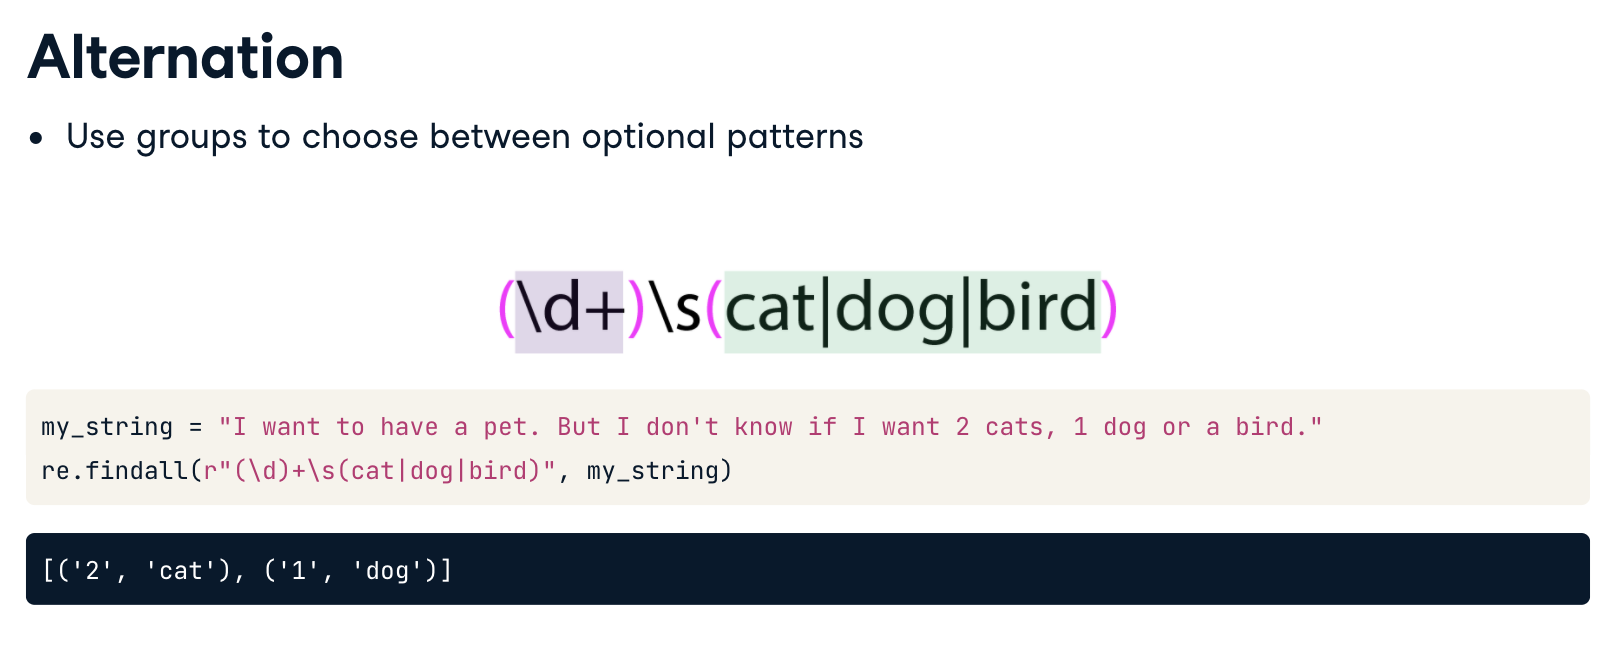 Alternation
• Use groups to choose between optional patterns
(\d+)\s(cat|dog|bird)
my_string = "I want to have a pet. But I don't know if I want 2 cats, 1 dog or a bird."
re.findall(r"(\d)+\s(cat|dog|bird)", my_string)
[('2', 'cat'), ('1', 'dog')]